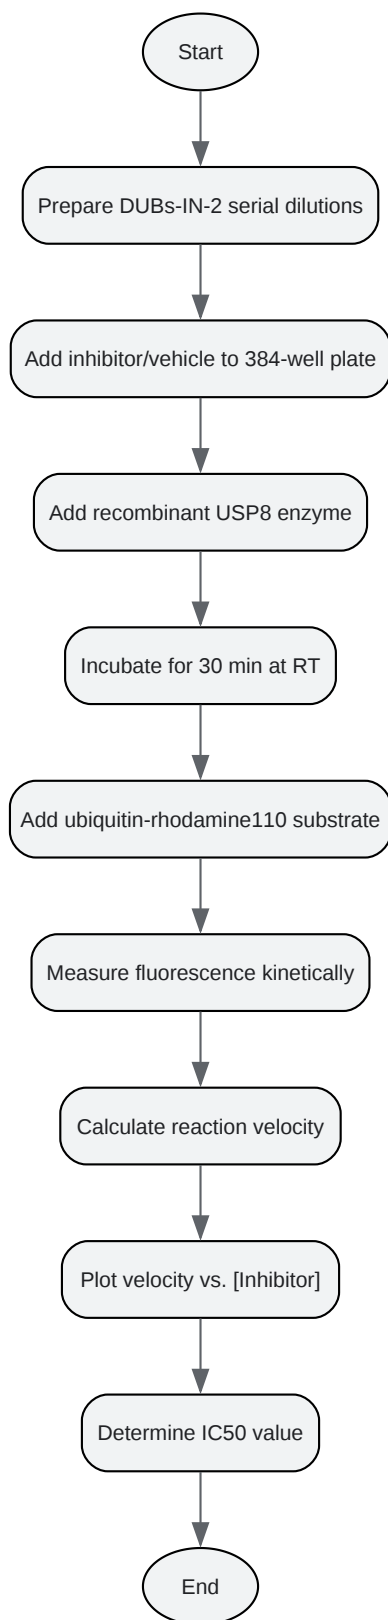 Start
Prepare DUBs-IN-2 serial dilutions
Add inhibitor/vehicle to 384-well plate
Add recombinant USP8 enzyme
Incubate for 30 min at RT
Add ubiquitin-rhodamine110 substrate
Measure fluorescence kinetically
Calculate reaction velocity
Plot velocity vs. [Inhibitor]
Determine IC50 value
End